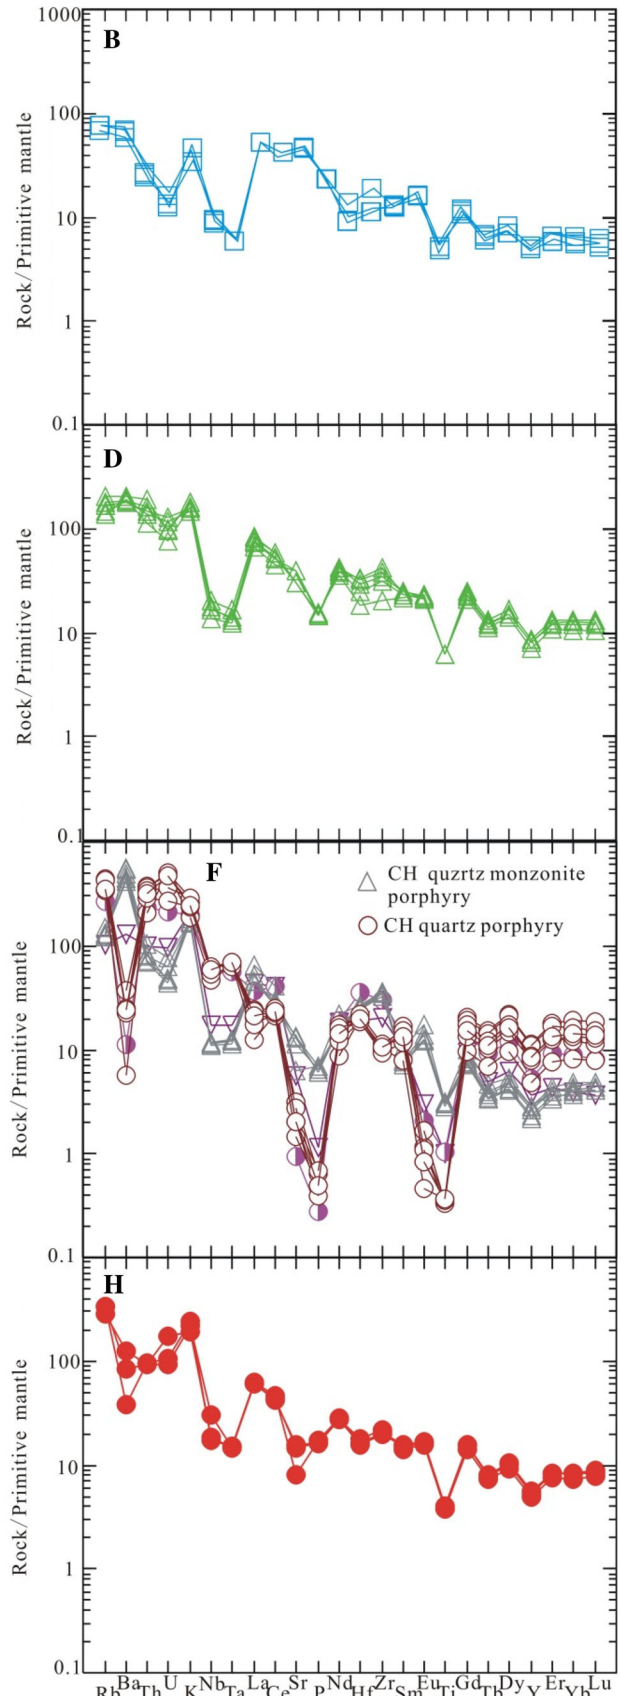 1000
B
100
10
1
0.1
Rock/Primitive mantle
D
100
10
1
0.1
Rock/Primitive mantle
F
CH quzrtz monzonite
porphyry
CH quartz porphyry
100
10
1
0.1
Rock/Primitive mantle
H
100
10
1
0.1
Rock/Primitive mantle
Rb Ba Th U K Nb Ta La Ce Sr P Nd Hf Zr Sm Eu Ti Gd Tb Dy Y Er Yb Lu